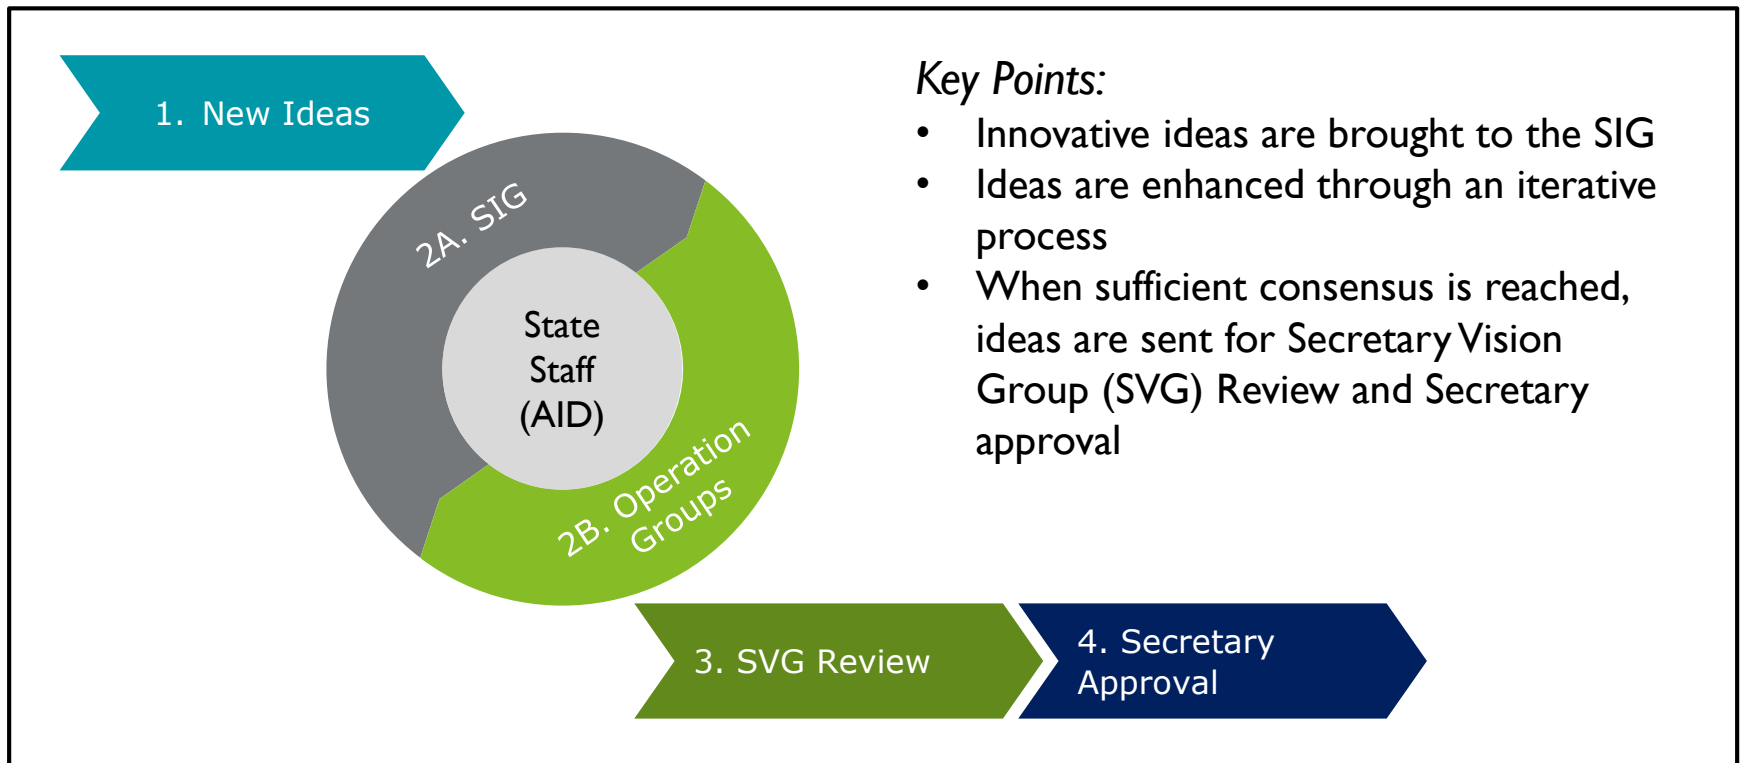 1. New Ideas
2A. SIG
State
Staff
(AID)
2B. Operation
Groups
3. SVG Review
4. Secretary
Approval
Key Points:
• Innovative ideas are brought to the SIG
• Ideas are enhanced through an iterative
process
• When sufficient consensus is reached,
ideas are sent for Secretary Vision
Group (SVG) Review and Secretary
approval